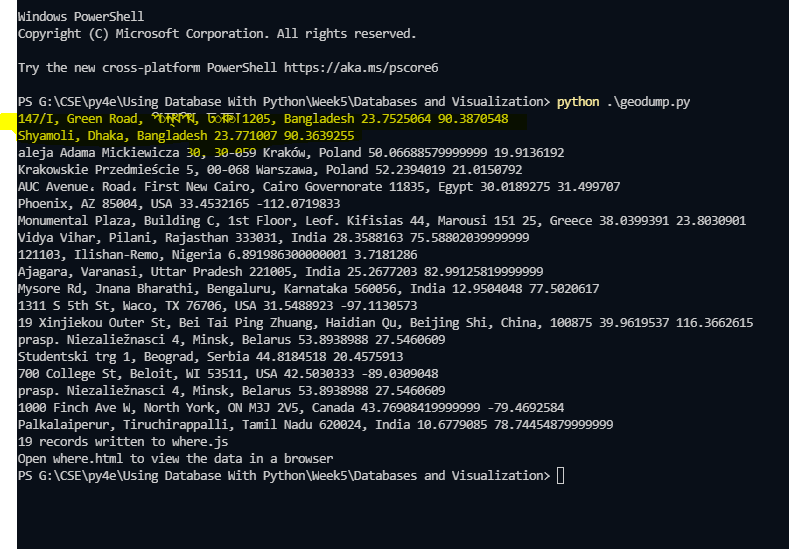 Windows PowerShell
Copyright (C) Microsoft Corporation. All rights reserved.
Try the new cross-platform PowerShell https://aka.ms/pscore6
PS G:\CSE\py4e\Using Database With Python\Week5\Databases and Visualization> python .\geodump.py
147/I, Green Road, পান্থপথ, ঢাকা 1205, Bangladesh 23.7525064 90.3870548
Shyamoli, Dhaka, Bangladesh 23.771007 90.3639255
aleja Adama Mickiewicza 30, 30-059 Kraków, Poland 50.06688579999999 19.9136192
Krakowskie Przedmieście 5, 00-068 Warszawa, Poland 52.2394019 21.0150792
AUC Avenue، Road، First New Cairo, Cairo Governorate 11835, Egypt 30.0189275 31.499707
Phoenix, AZ 85004, USA 33.4532165 -112.0719833
Monumental Plaza, Building C, 1st Floor, Leof. Kifisias 44, Marousi 151 25, Greece 38.0399391 23.8030901
Vidya Vihar, Pilani, Rajasthan 333031, India 28.3588163 75.58802039999999
121103, Ilishan-Remo, Nigeria 6.891986300000001 3.7181286
Ajagara, Varanasi, Uttar Pradesh 221005, India 25.2677203 82.99125819999999
Mysore Rd, Jnana Bharathi, Bengaluru, Karnataka 560056, India 12.9504048 77.5020617
1311 S 5th St, Waco, TX 76706, USA 31.5488923 -97.1130573
19 Xinjiekou Outer St, Bei Tai Ping Zhuang, Haidian Qu, Beijing Shi, China, 100875 39.9619537 116.3662615
prasp. Niezaliežnasci 4, Minsk, Belarus 53.8938988 27.5460609
Studentski trg 1, Beograd, Serbia 44.8184518 20.4575913
700 College St, Beloit, WI 53511, USA 42.5030333 -89.0309048
prasp. Niezaliežnasci 4, Minsk, Belarus 53.8938988 27.5460609
1000 Finch Ave W, North York, ON M3J 2V5, Canada 43.76908419999999 -79.4692584
Palkalaiperur, Tiruchirappalli, Tamil Nadu 620024, India 10.6779085 78.74454879999999
19 records written to where.js
Open where.html to view the data in a browser
PS G:\CSE\py4e\Using Database With Python\Week5\Databases and Visualization>